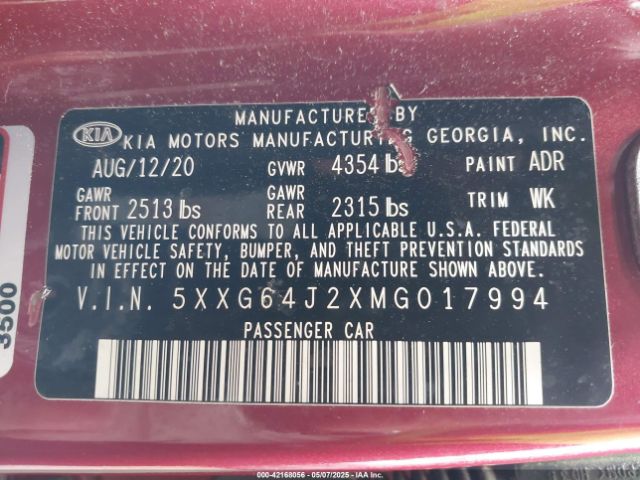 MANUFACTURED BY
KIA KIA MOTORS MANUFACTURING GEORGIA, INC.
AUG/12/20 GVWR 4354 lbs PAINT ADR
GAWR FRONT 2513 lbs GAWR REAR 2315 lbs TRIM WK
THIS VEHICLE CONFORMS TO ALL APPLICABLE U.S.A. FEDERAL
MOTOR VEHICLE SAFETY, BUMPER, AND THEFT PREVENTION STANDARDS
IN EFFECT ON THE DATE OF MANUFACTURE SHOWN ABOVE.
V.I.N. 5XXG64J2XMG017994
PASSENGER CAR
3500
000-42168056 - 05/07/2025 - IAA Inc.